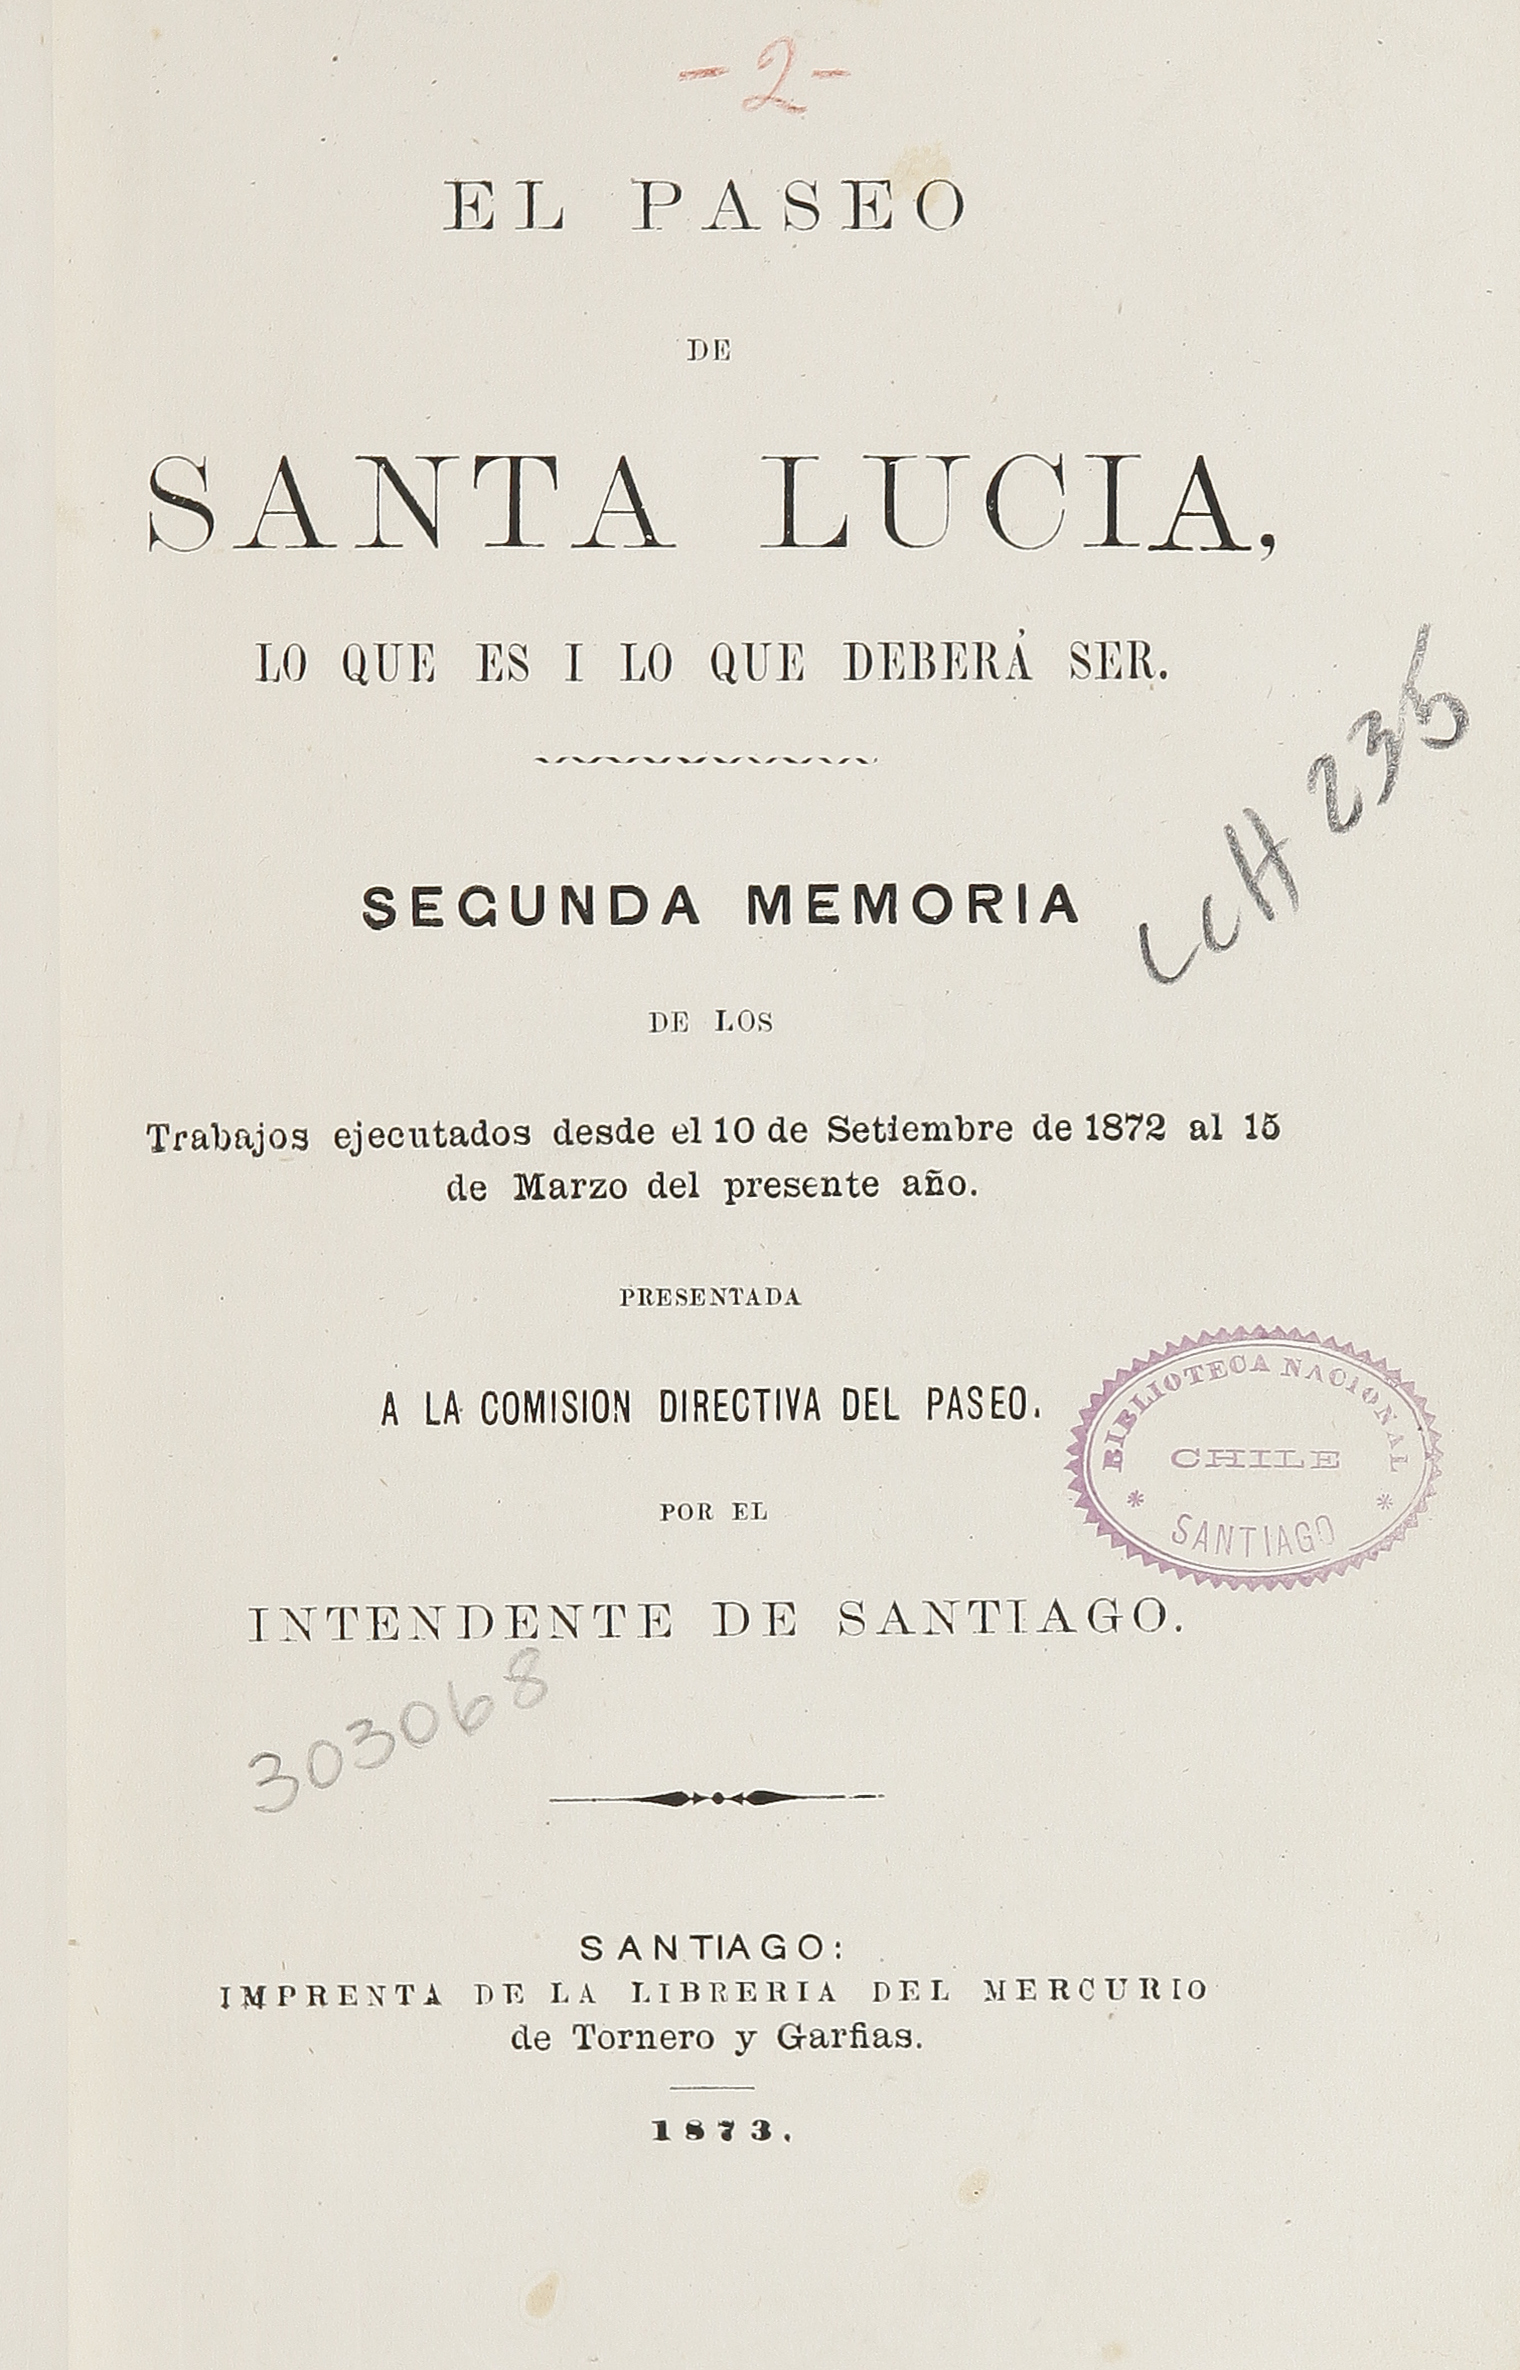 - 2 -
EL PASEO
DE
SANTA LUCIA,
LO QUE ES I LO QUE DEBERÁ SER.
SEGUNDA MEMORIA
DE LOS
Trabajos ejecutados desde el 10 de Setiembre de 1872 al 15
de Marzo del presente año.
PRESENTADA
A LA COMISION DIRECTIVA DEL PASEO.
POR EL
INTENDENTE DE SANTIAGO.
CCH 235
BIBLIOTECA NACIONAL
CHILE
* SANTIAGO *
303068
SANTIAGO:
IMPRENTA DE LA LIBRERIA DEL MERCURIO
de Tornero y Garfias.
1873.